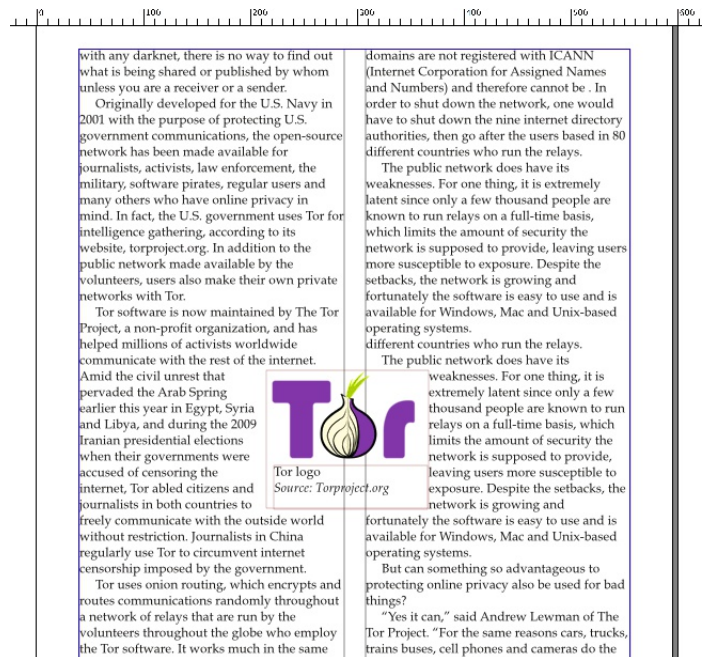 0
100
200
300
400
500
600
with any darknet, there is no way to find out
what is being shared or published by whom
unless you are a receiver or a sender.
Originally developed for the U.S. Navy in
2001 with the purpose of protecting U.S.
government communications, the open-source
network has been made available for
journalists, activists, law enforcement, the
military, software pirates, regular users and
many others who have online privacy in
mind. In fact, the U.S. government uses Tor for
intelligence gathering, according to its
website, torproject.org. In addition to the
public network made available by the
volunteers, users also make their own private
networks with Tor.
Tor software is now maintained by The Tor
Project, a non-profit organization, and has
helped millions of activists worldwide
communicate with the rest of the internet.
Amid the civil unrest that
pervaded the Arab Spring
earlier this year in Egypt, Syria
and Libya, and during the 2009
Iranian presidential elections
when their governments were
accused of censoring the
internet, Tor abled citizens and
journalists in both countries to
freely communicate with the outside world
without restriction. Journalists in China
regularly use Tor to circumvent internet
censorship imposed by the government.
Tor uses onion routing, which encrypts and
routes communications randomly throughout
a network of relays that are run by the
volunteers throughout the globe who employ
the Tor software. It works much in the same
Tor
Tor logo
Source: Torproject.org
domains are not registered with ICANN
(Internet Corporation for Assigned Names
and Numbers) and therefore cannot be . In
order to shut down the network, one would
have to shut down the nine internet directory
authorities, then go after the users based in 80
different countries who run the relays.
The public network does have its
weaknesses. For one thing, it is extremely
latent since only a few thousand people are
known to run relays on a full-time basis,
which limits the amount of security the
network is supposed to provide, leaving users
more susceptible to exposure. Despite the
setbacks, the network is growing and
fortunately the software is easy to use and is
available for Windows, Mac and Unix-based
operating systems.
different countries who run the relays.
The public network does have its
weaknesses. For one thing, it is
extremely latent since only a few
thousand people are known to run
relays on a full-time basis, which
limits the amount of security the
network is supposed to provide,
leaving users more susceptible to
exposure. Despite the setbacks, the
network is growing and
fortunately the software is easy to use and is
available for Windows, Mac and Unix-based
operating systems.
But can something so advantageous to
protecting online privacy also be used for bad
things?
“Yes it can,” said Andrew Lewman of The
Tor Project. “For the same reasons cars, trucks,
trains buses, cell phones and cameras do the